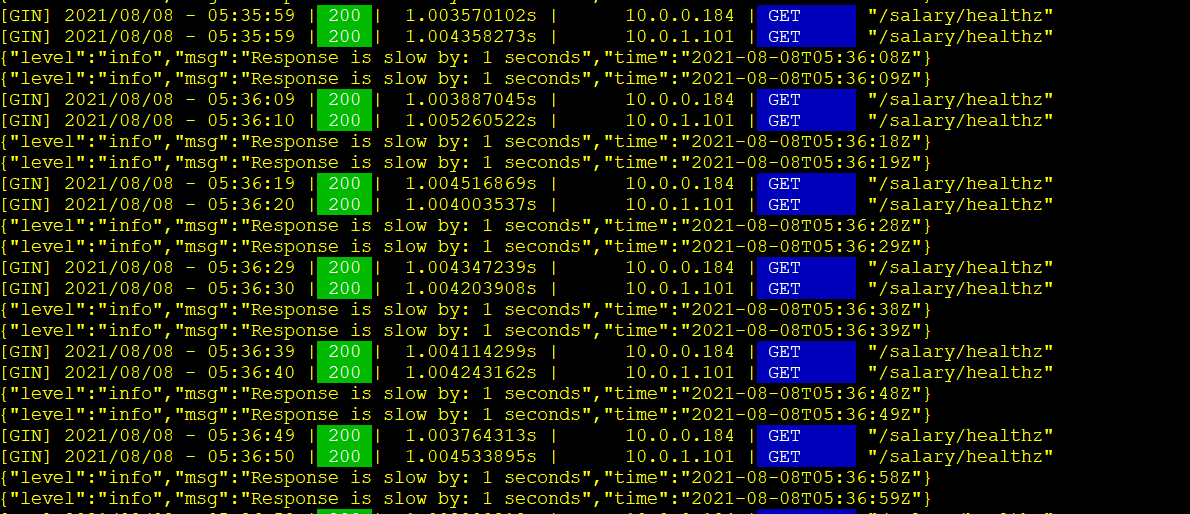 [GIN] 2021/08/08 - 05:35:59 | 200 | 1.003570102s | 10.0.0.184 | GET "/salary/healthz"
[GIN] 2021/08/08 - 05:35:59 | 200 | 1.004358273s | 10.0.1.101 | GET "/salary/healthz"
{"level":"info","msg":"Response is slow by: 1 seconds","time":"2021-08-08T05:36:08Z"}
{"level":"info","msg":"Response is slow by: 1 seconds","time":"2021-08-08T05:36:09Z"}
[GIN] 2021/08/08 - 05:36:09 | 200 | 1.003887045s | 10.0.0.184 | GET "/salary/healthz"
[GIN] 2021/08/08 - 05:36:10 | 200 | 1.005260522s | 10.0.1.101 | GET "/salary/healthz"
{"level":"info","msg":"Response is slow by: 1 seconds","time":"2021-08-08T05:36:18Z"}
{"level":"info","msg":"Response is slow by: 1 seconds","time":"2021-08-08T05:36:19Z"}
[GIN] 2021/08/08 - 05:36:19 | 200 | 1.004516869s | 10.0.0.184 | GET "/salary/healthz"
[GIN] 2021/08/08 - 05:36:20 | 200 | 1.004003537s | 10.0.1.101 | GET "/salary/healthz"
{"level":"info","msg":"Response is slow by: 1 seconds","time":"2021-08-08T05:36:28Z"}
{"level":"info","msg":"Response is slow by: 1 seconds","time":"2021-08-08T05:36:29Z"}
[GIN] 2021/08/08 - 05:36:29 | 200 | 1.004347239s | 10.0.0.184 | GET "/salary/healthz"
[GIN] 2021/08/08 - 05:36:30 | 200 | 1.004203908s | 10.0.1.101 | GET "/salary/healthz"
{"level":"info","msg":"Response is slow by: 1 seconds","time":"2021-08-08T05:36:38Z"}
{"level":"info","msg":"Response is slow by: 1 seconds","time":"2021-08-08T05:36:39Z"}
[GIN] 2021/08/08 - 05:36:39 | 200 | 1.004114299s | 10.0.0.184 | GET "/salary/healthz"
[GIN] 2021/08/08 - 05:36:40 | 200 | 1.004243162s | 10.0.1.101 | GET "/salary/healthz"
{"level":"info","msg":"Response is slow by: 1 seconds","time":"2021-08-08T05:36:48Z"}
{"level":"info","msg":"Response is slow by: 1 seconds","time":"2021-08-08T05:36:49Z"}
[GIN] 2021/08/08 - 05:36:49 | 200 | 1.003764313s | 10.0.0.184 | GET "/salary/healthz"
[GIN] 2021/08/08 - 05:36:50 | 200 | 1.004533895s | 10.0.1.101 | GET "/salary/healthz"
{"level":"info","msg":"Response is slow by: 1 seconds","time":"2021-08-08T05:36:58Z"}
{"level":"info","msg":"Response is slow by: 1 seconds","time":"2021-08-08T05:36:59Z"}